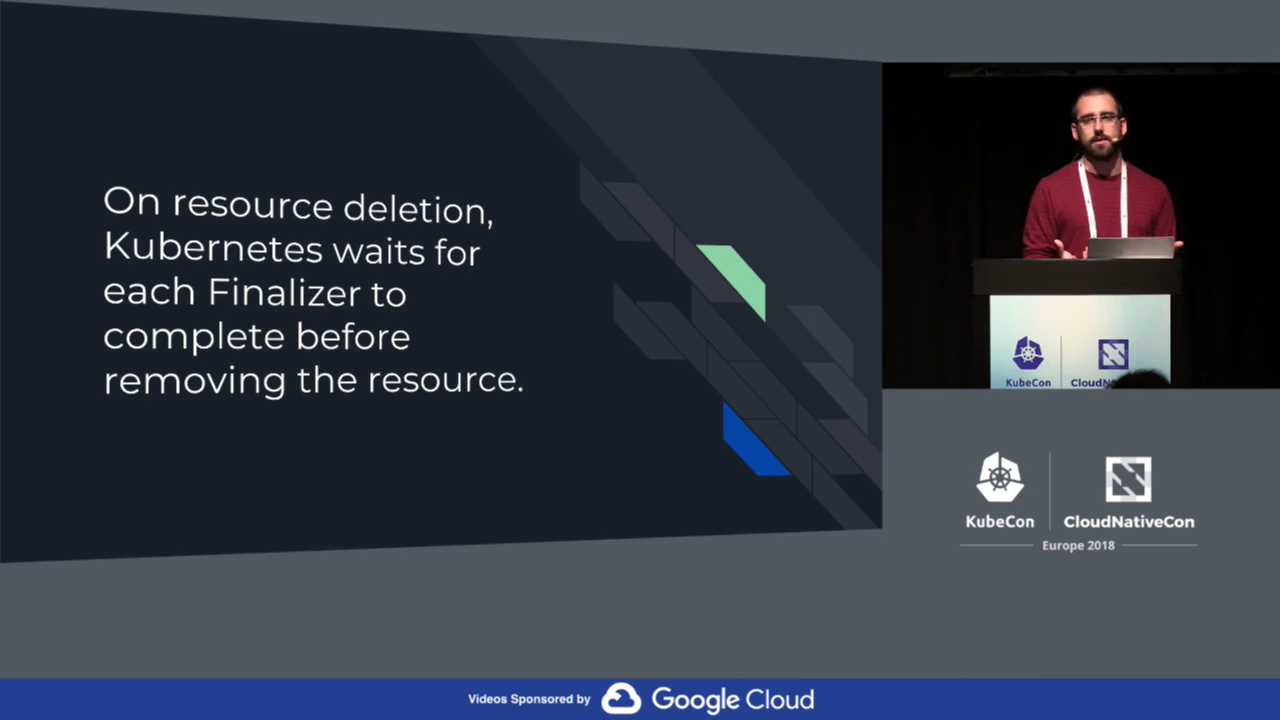 On resource deletion,
Kubernetes waits for
each Finalizer to
complete before
removing the resource.
KubeCon
KubeCon
CloudNativeCon
Europe 2018
Videos Sponsored by Google Cloud